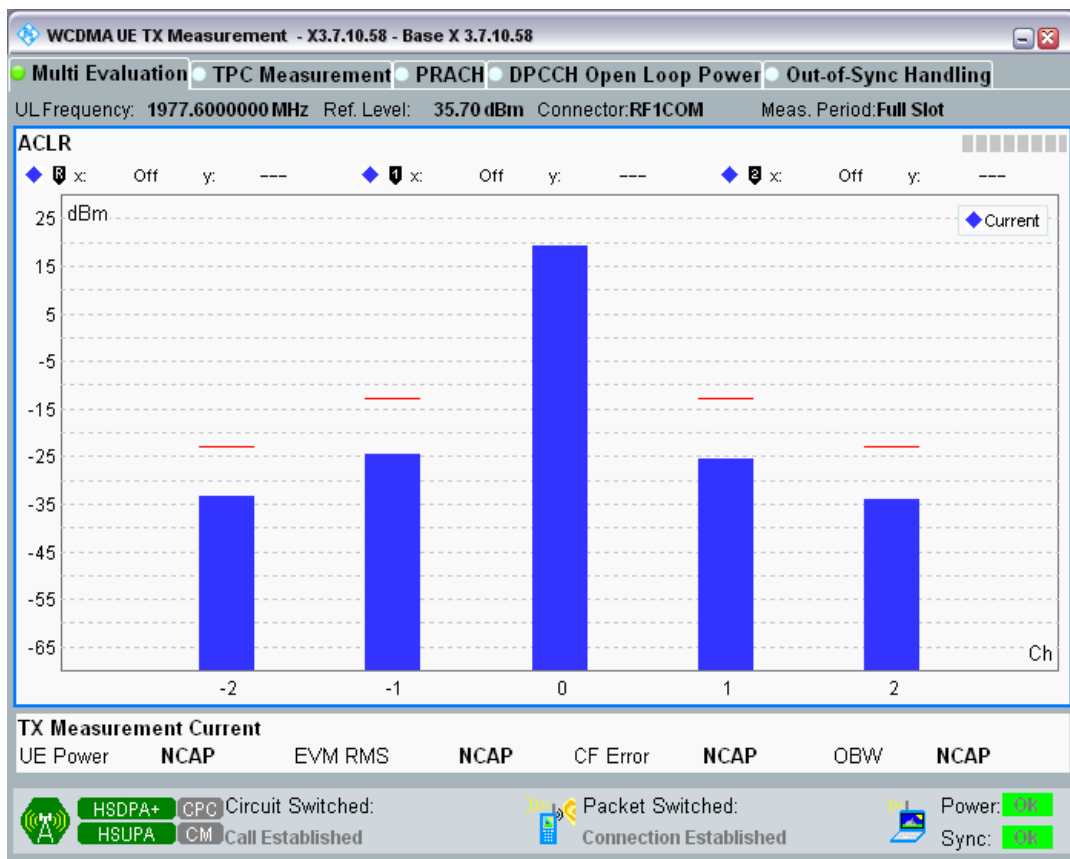 WCDMA UE TX Measurement - X3.7.10.58 - Base X 3.7.10.58
Multi Evaluation TPC Measurement PRACH DPCCH Open Loop Power Out-of-Sync Handling
UL Frequency: 1977.6000000 MHz Ref. Level: 35.70 dBm Connector:RF1COM Meas. Period:Full Slot
ACLR
R x: Off y: --- 1 x: Off y: --- 2 x: Off y: ---
dBm
Current
25
15
5
-5
-15
-25
-35
-45
-55
-65
Ch
-2 -1 0 1 2
TX Measurement Current
UE Power NCAP EVM RMS NCAP CF Error NCAP OBW NCAP
HSDPA+ CPC Circuit Switched: Packet Switched: Power: OK
HSUPA CM Call Established Connection Established Sync: OK